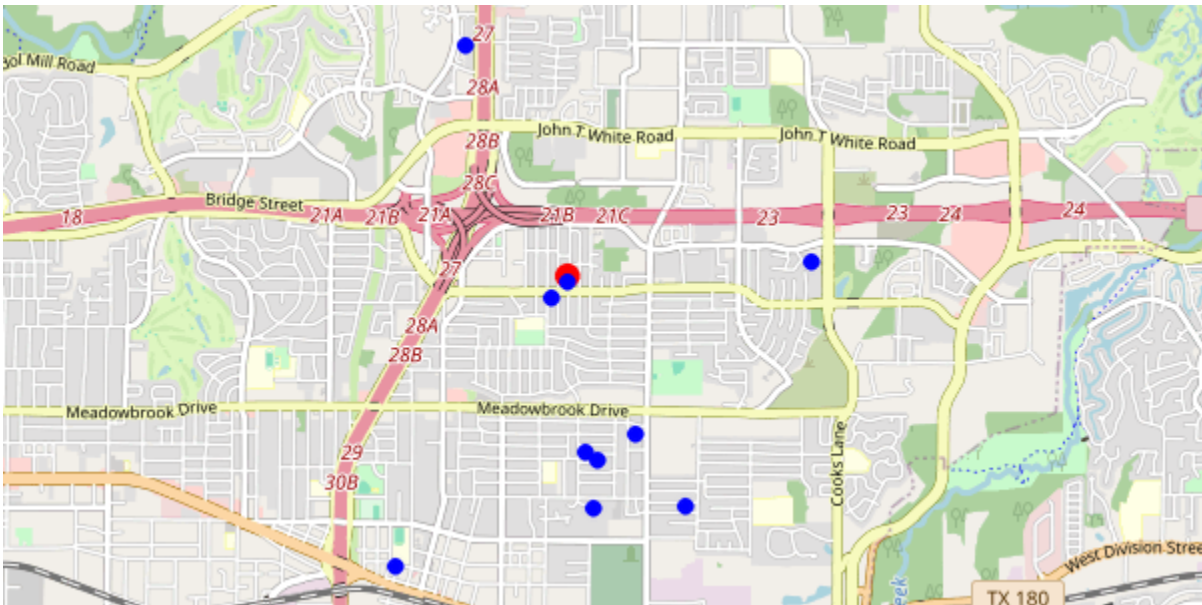 27
ool Mill Road
28A
John T White Road
John T White Road
28B
28C
Bridge Street
18
21A
21B
21A
21B
21C
23
23
24
24
27
28A
28B
Meadowbrook Drive
Meadowbrook Drive
29
30B
Cooks Lane
West Division Stree
eek
TX 180